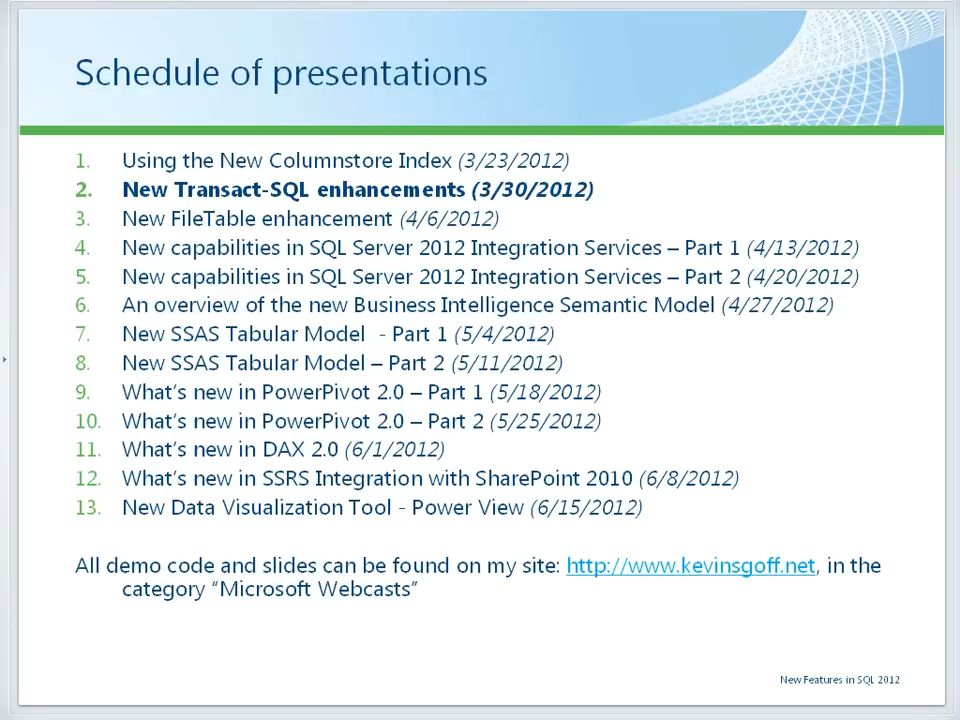 Schedule of presentations
1. Using the New Columnstore Index (3/23/2012)
2. New Transact-SQL enhancements (3/30/2012)
3. New FileTable enhancement (4/6/2012)
4. New capabilities in SQL Server 2012 Integration Services – Part 1 (4/13/2012)
5. New capabilities in SQL Server 2012 Integration Services – Part 2 (4/20/2012)
6. An overview of the new Business Intelligence Semantic Model (4/27/2012)
7. New SSAS Tabular Model - Part 1 (5/4/2012)
8. New SSAS Tabular Model – Part 2 (5/11/2012)
9. What's new in PowerPivot 2.0 – Part 1 (5/18/2012)
10. What's new in PowerPivot 2.0 – Part 2 (5/25/2012)
11. What's new in DAX 2.0 (6/1/2012)
12. What's new in SSRS Integration with SharePoint 2010 (6/8/2012)
13. New Data Visualization Tool - Power View (6/15/2012)
All demo code and slides can be found on my site: http://www.kevinsgoff.net, in the
category “Microsoft Webcasts”
New Features in SQL 2012